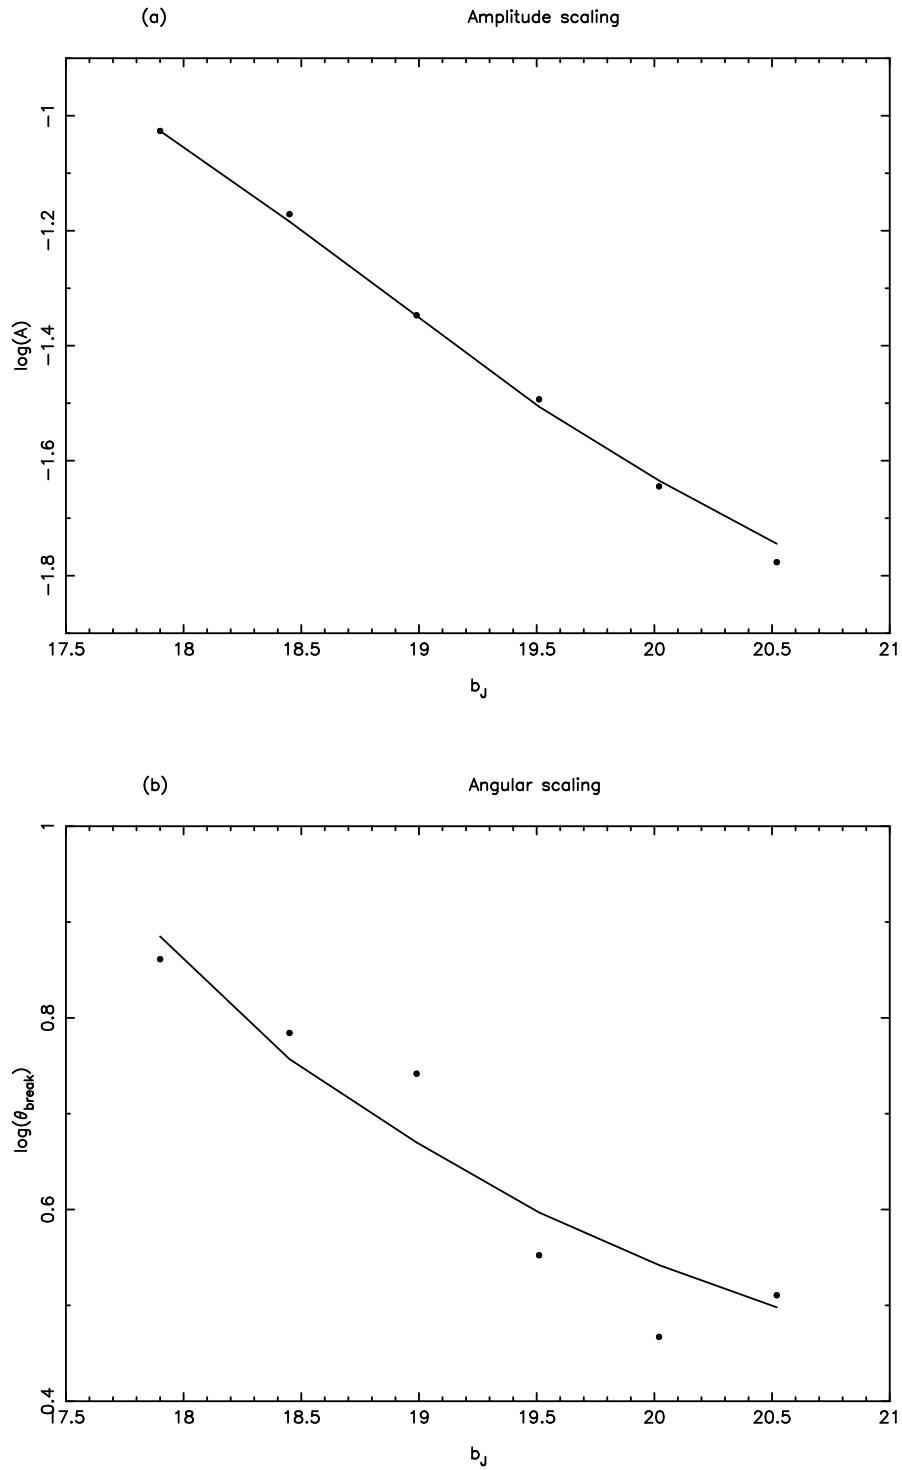 (a) Amplitude scaling
−1
−1.2
−1.4
−1.6
−1.8
log(A)
17.5 18 18.5 19 19.5 20 20.5 21
b_J
(b) Angular scaling
1
0.8
0.6
0.4
log(θ_break)
17.5 18 18.5 19 19.5 20 20.5 21
b_J